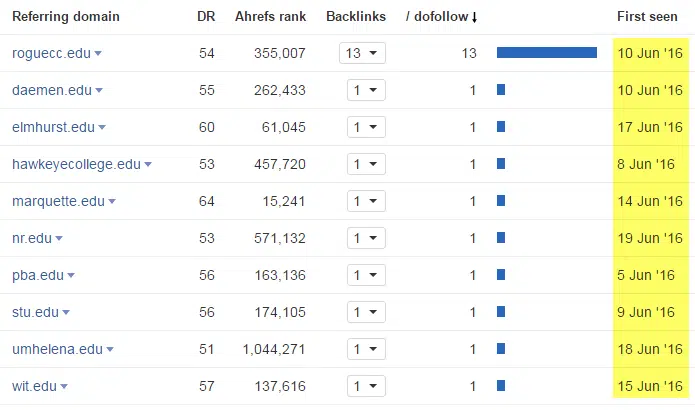 Referring domain DR Ahrefs rank Backlinks / dofollow First seen
roguecc.edu 54 355,007 13 13 10 Jun '16
daemen.edu 55 262,433 1 1 10 Jun '16
elmhurst.edu 60 61,045 1 1 17 Jun '16
hawkeyecollege.edu 53 457,720 1 1 8 Jun '16
marquette.edu 64 15,241 1 1 14 Jun '16
nr.edu 53 571,132 1 1 19 Jun '16
pba.edu 56 163,136 1 1 5 Jun '16
stu.edu 56 174,105 1 1 9 Jun '16
umhelena.edu 51 1,044,271 1 1 18 Jun '16
wit.edu 57 137,616 1 1 15 Jun '16